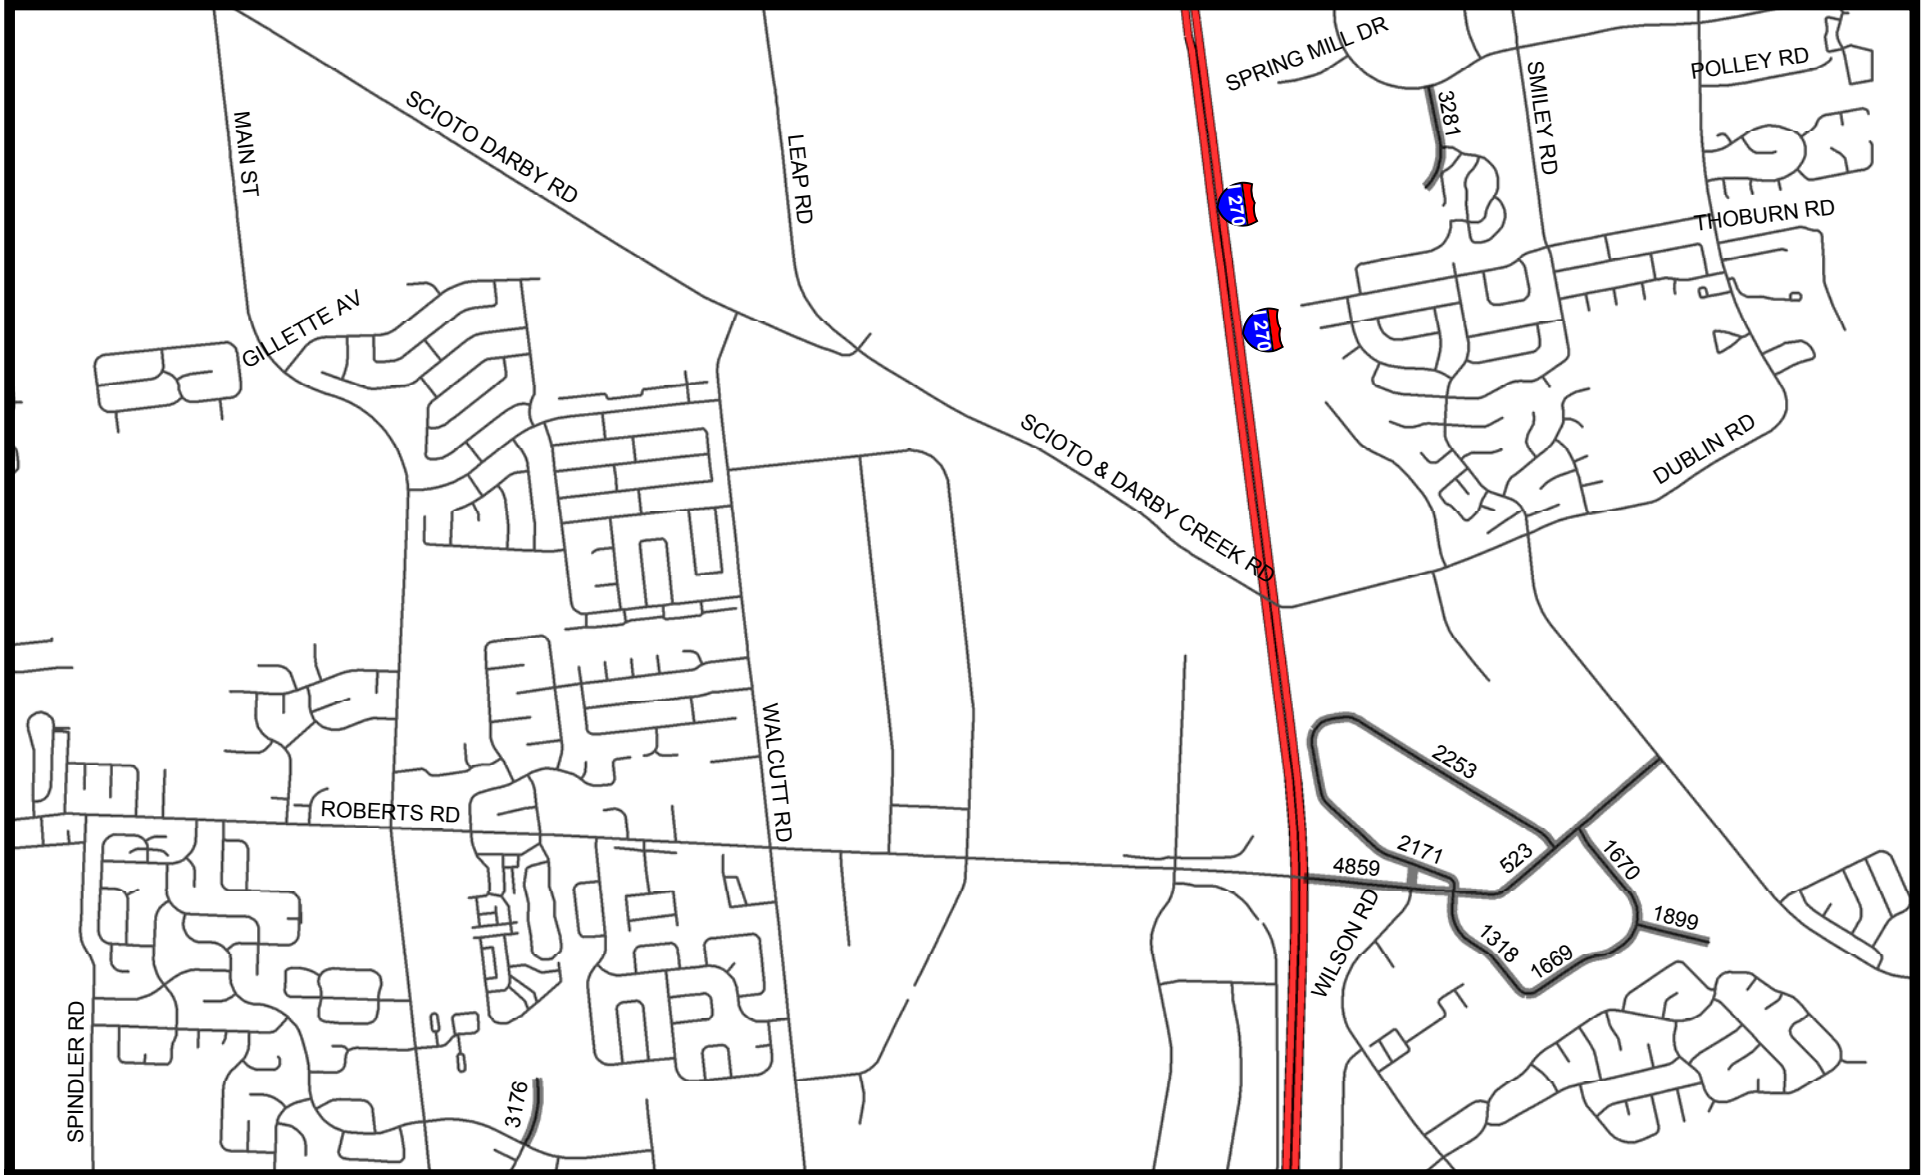 SPRING MILL DR
POLLEY RD
SMILEY RD
3281
MAIN ST
SCIOTO DARBY RD
LEAP RD
I 270
THOBURN RD
GILLETTE AV
I 270
SCIOTO & DARBY CREEK RD
DUBLIN RD
WALCUTT RD
2253
ROBERTS RD
2171
523
1670
4859
WILSON RD
1899
1318
1669
SPINDLER RD
3176